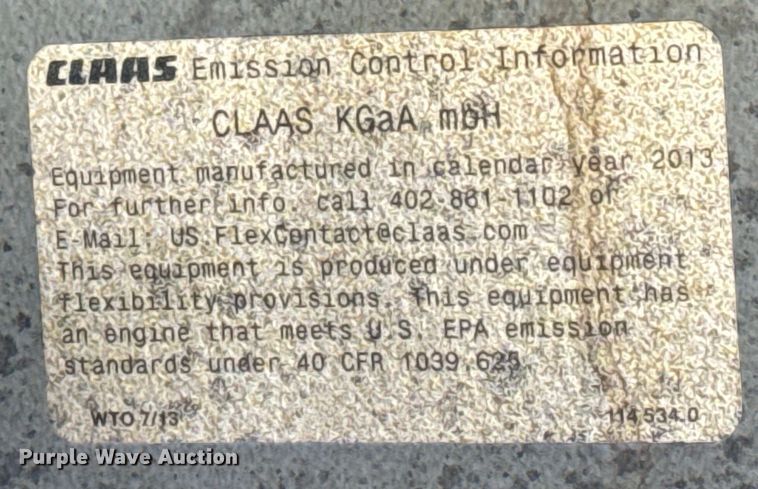 CLAAS Emission Control Information
CLAAS KGaA mbH
Equipment manufactured in calendar year 2013
For further info. call 402-861-1102 or
E-Mail: US.FlexContact@claas.com
This equipment is produced under equipment
flexibility provisions. This equipment has
an engine that meets U.S. EPA emission
standards under 40 CFR 1039.625.
WTO 7/13
114 534.0
Purple Wave Auction